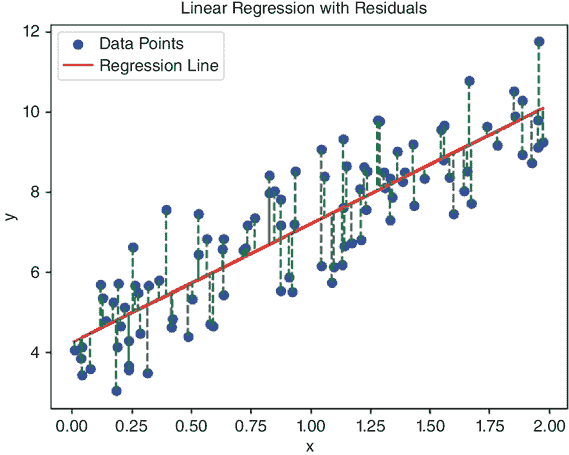 Linear Regression with Residuals
Data Points
Regression Line
12
10
8
6
4
y
0.00 0.25 0.50 0.75 1.00 1.25 1.50 1.75 2.00
x